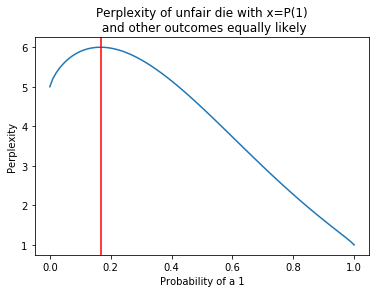 Perplexity of unfair die with x=P(1)
and other outcomes equally likely
Perplexity
6
5
4
3
2
1
0.0 0.2 0.4 0.6 0.8 1.0
Probability of a 1